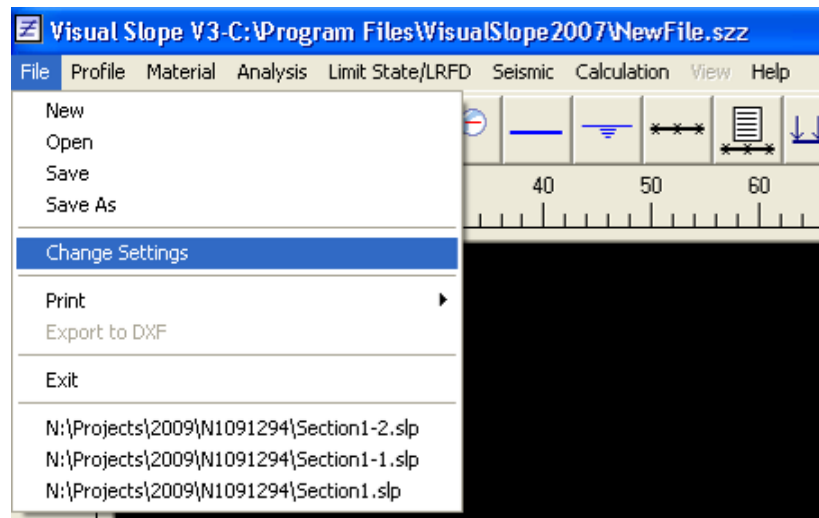 Visual Slope V3-C:\Program Files\VisualSlope2007\NewFile.szz
File Profile Material Analysis Limit State/LRFD Seismic Calculation View Help
New
Open
Save
Save As
40 50 60
Change Settings
Print
Export to DXF
Exit
N:\Projects\2009\N1091294\Section1-2.slp
N:\Projects\2009\N1091294\Section1-1.slp
N:\Projects\2009\N1091294\Section1.slp